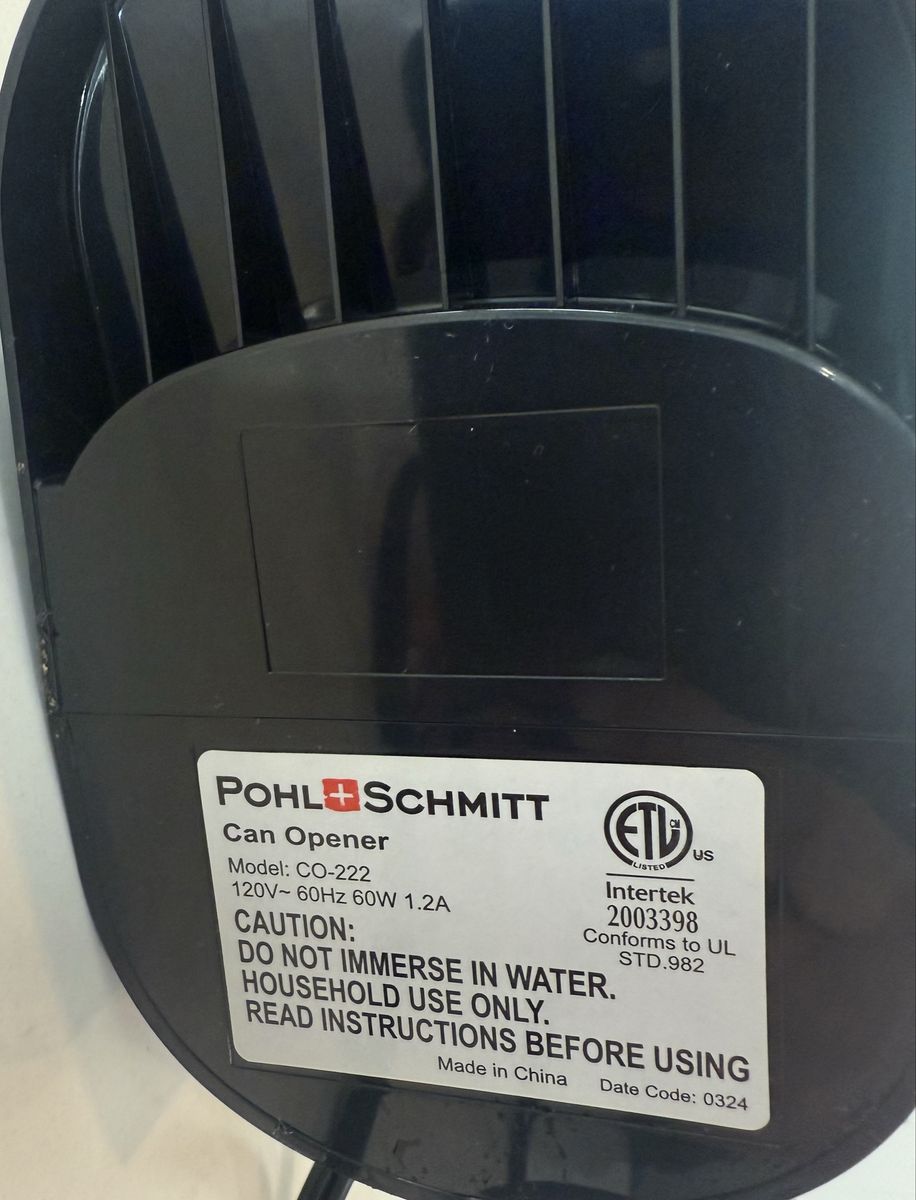 POHL+SCHMITT
Can Opener
Model: CO-222
120V~ 60Hz 60W 1.2A
CAUTION:
DO NOT IMMERSE IN WATER.
HOUSEHOLD USE ONLY.
READ INSTRUCTIONS BEFORE USING
ETL CM
LISTED
US
Intertek
2003398
Conforms to UL
STD.982
Made in China
Date Code: 0324